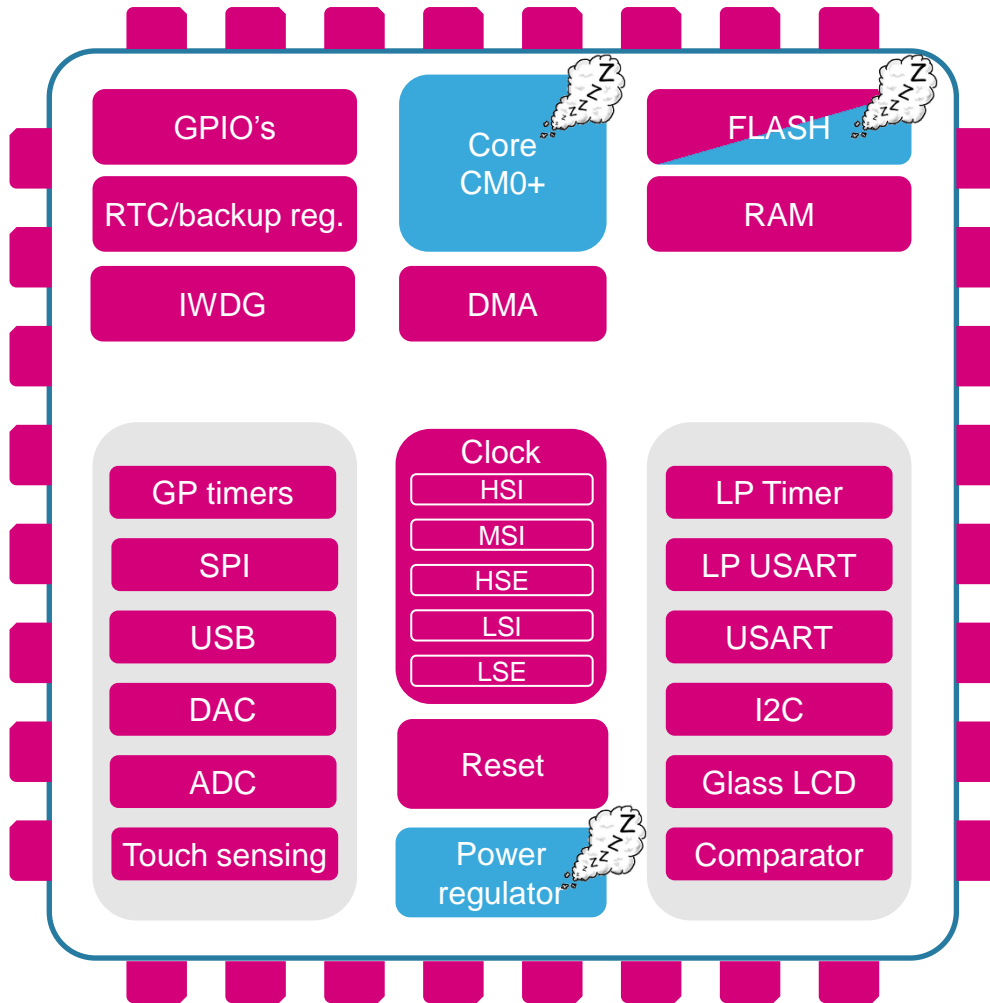 GPIO's
Core
CM0+
FLASH
RTC/backup reg.
RAM
IWDG
DMA
GP timers
SPI
USB
DAC
ADC
Touch sensing
Clock
HSI
MSI
HSE
LSI
LSE
Reset
Power
regulator
LP Timer
LP USART
USART
I2C
Glass LCD
Comparator
z z z Z Z
z z z Z Z
z z z Z Z